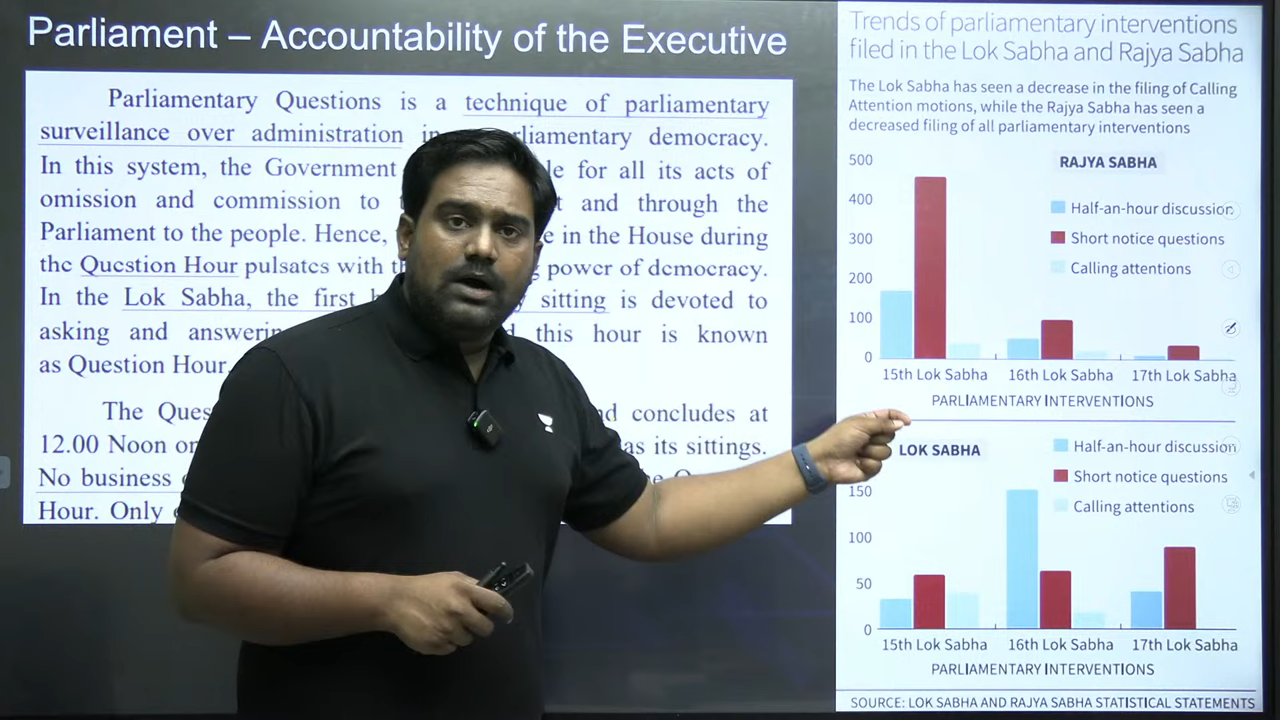 Parliament – Accountability of the Executive
Parliamentary Questions is a technique of parliamentary
surveillance over administration in parliamentary democracy.
In this system, the Government for all its acts of
omission and commission to and through the
Parliament to the people. Hence, in the House during
the Question Hour pulsates with power of democracy.
In the Lok Sabha, the first sitting is devoted to
asking and this hour is known
as Question Hour.
The concludes at
12.00 Noon its sittings.
No business
Hour. Only
Trends of parliamentary interventions
filed in the Lok Sabha and Rajya Sabha
The Lok Sabha has seen a decrease in the filing of Calling
Attention motions, while the Rajya Sabha has seen a
decreased filing of all parliamentary interventions
RAJYA SABHA
500
400
300
200
100
0
Half-an-hour discussion
Short notice questions
Calling attentions
15th Lok Sabha 16th Lok Sabha 17th Lok Sabha
PARLIAMENTARY INTERVENTIONS
LOK SABHA
Half-an-hour discussion
Short notice questions
Calling attentions
150
100
50
0
15th Lok Sabha 16th Lok Sabha 17th Lok Sabha
PARLIAMENTARY INTERVENTIONS
SOURCE: LOK SABHA AND RAJYA SABHA STATISTICAL STATEMENTS